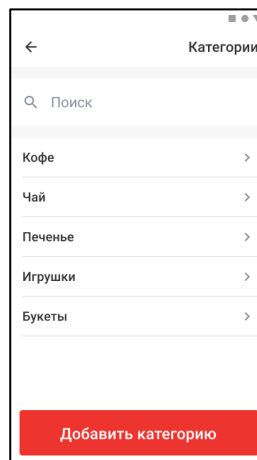 Категории
Поиск
Кофе
Чай
Печенье
Игрушки
Букеты
Добавить категорию